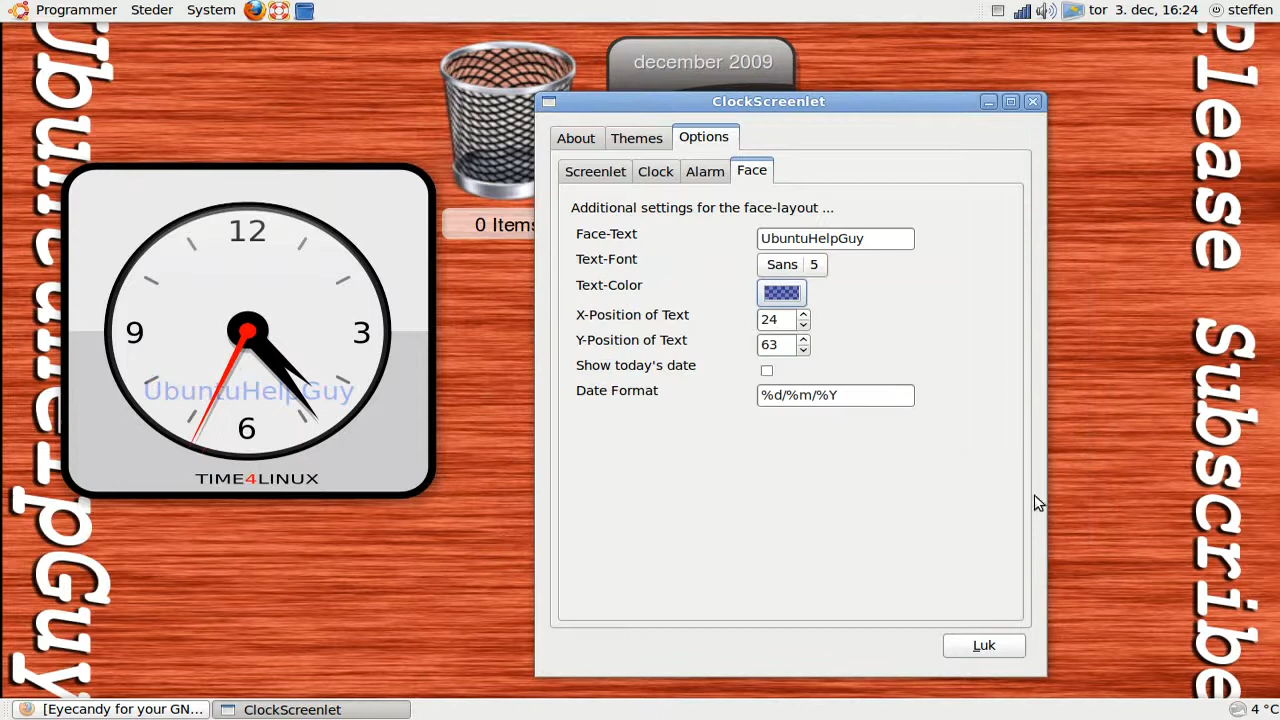 Programmer Steder System tor 3. dec, 16:24 steffen
UbuntuHelpGuy
Please Subscribe
december 2009
0 Items
12
9
3
6
UbuntuHelpGuy
TIME4LINUX
ClockScreenlet
About Themes Options
Screenlet Clock Alarm Face
Additional settings for the face-layout ...
Face-Text UbuntuHelpGuy
Text-Font Sans 5
Text-Color
X-Position of Text 24
Y-Position of Text 63
Show today's date
Date Format %d/%m/%Y
Luk
[Eyecandy for your GN... ClockScreenlet 4 °C